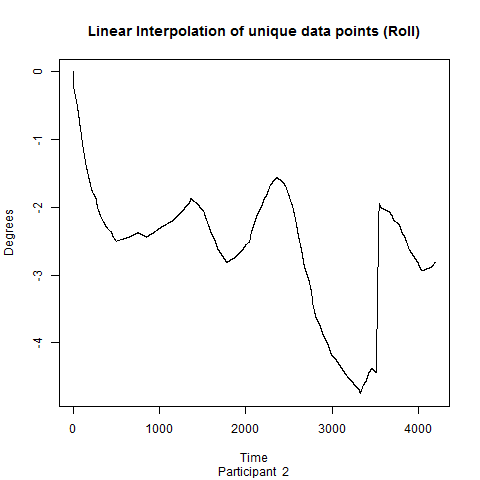 Linear Interpolation of unique data points (Roll)
0
-1
-2
-3
-4
Degrees
0 1000 2000 3000 4000
Time
Participant 2